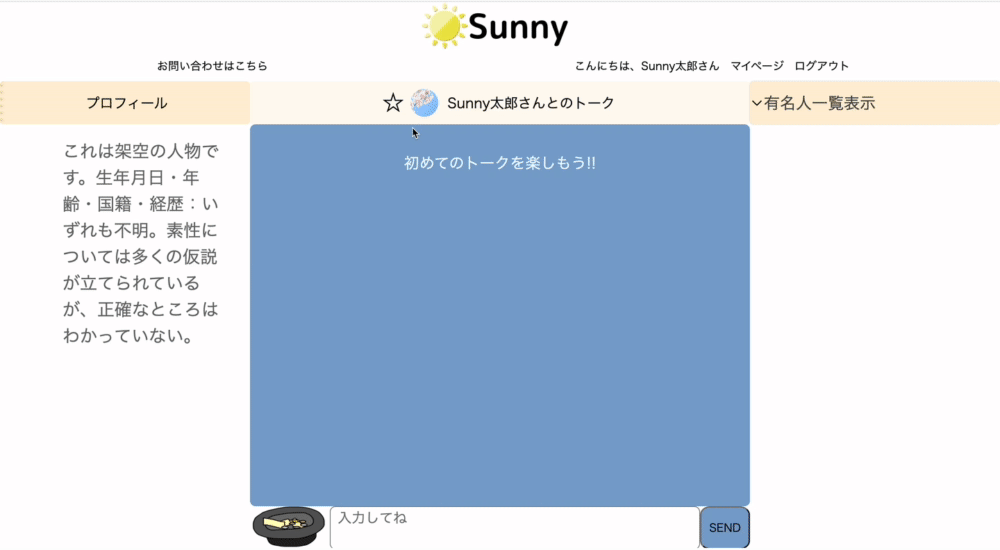 Sunny
お問い合わせはこちら
こんにちは、Sunny太郎さん マイページ ログアウト
プロフィール
☆ Sunny太郎さんとのトーク
有名人一覧表示
これは架空の人物で
す。生年月日・年
齢・国籍・経歴：い
ずれも不明。素性に
ついては多くの仮説
が立てられている
が、正確なところは
わかっていない。
初めてのトークを楽しもう!!
入力してね
SEND